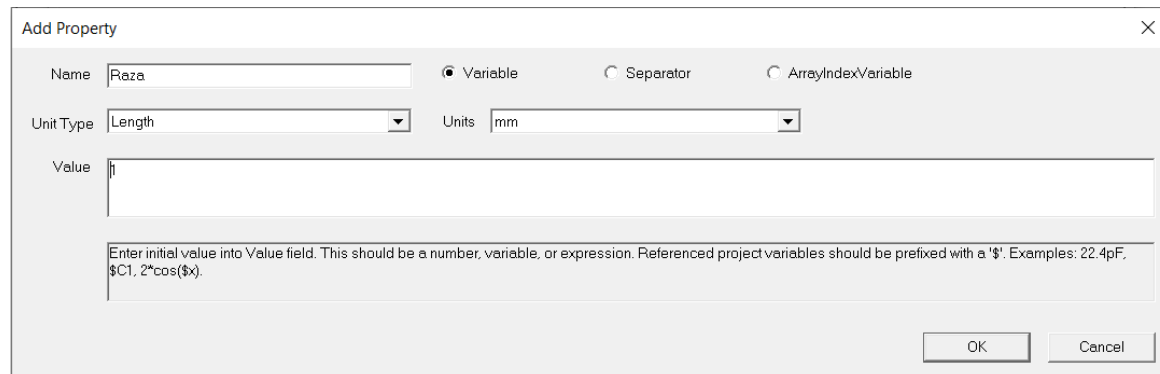 Add Property
Name Raza Variable Separator ArrayIndexVariable
Unit Type Length Units mm
Value 1
Enter initial value into Value field. This should be a number, variable, or expression. Referenced project variables should be prefixed with a '$'. Examples: 22.4pF,
$C1, 2*cos($x).
OK Cancel